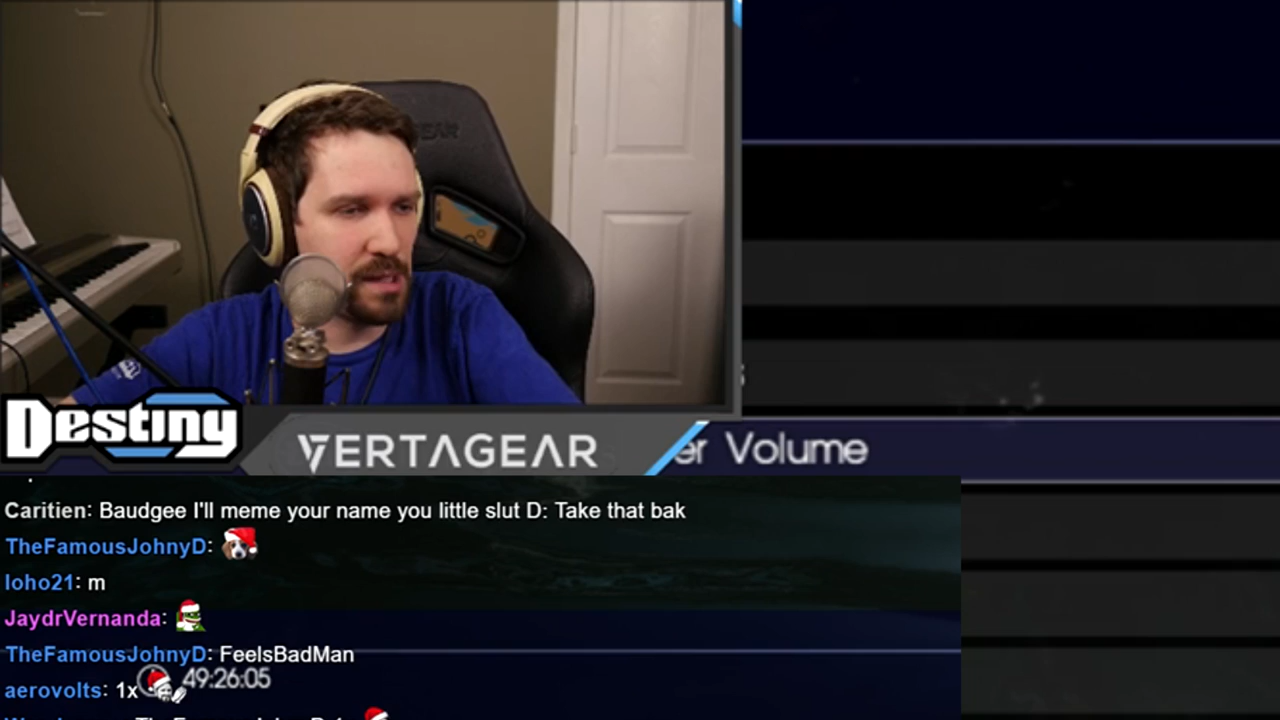 Destiny
VERTAGEAR
er Volume
Caritien: Baudgee I'll meme your name you little slut D: Take that bak
TheFamousJohnyD:
loho21: m
JaydrVernanda:
TheFamousJohnyD: FeelsBadMan
aerovolts: 1x
49:26:05